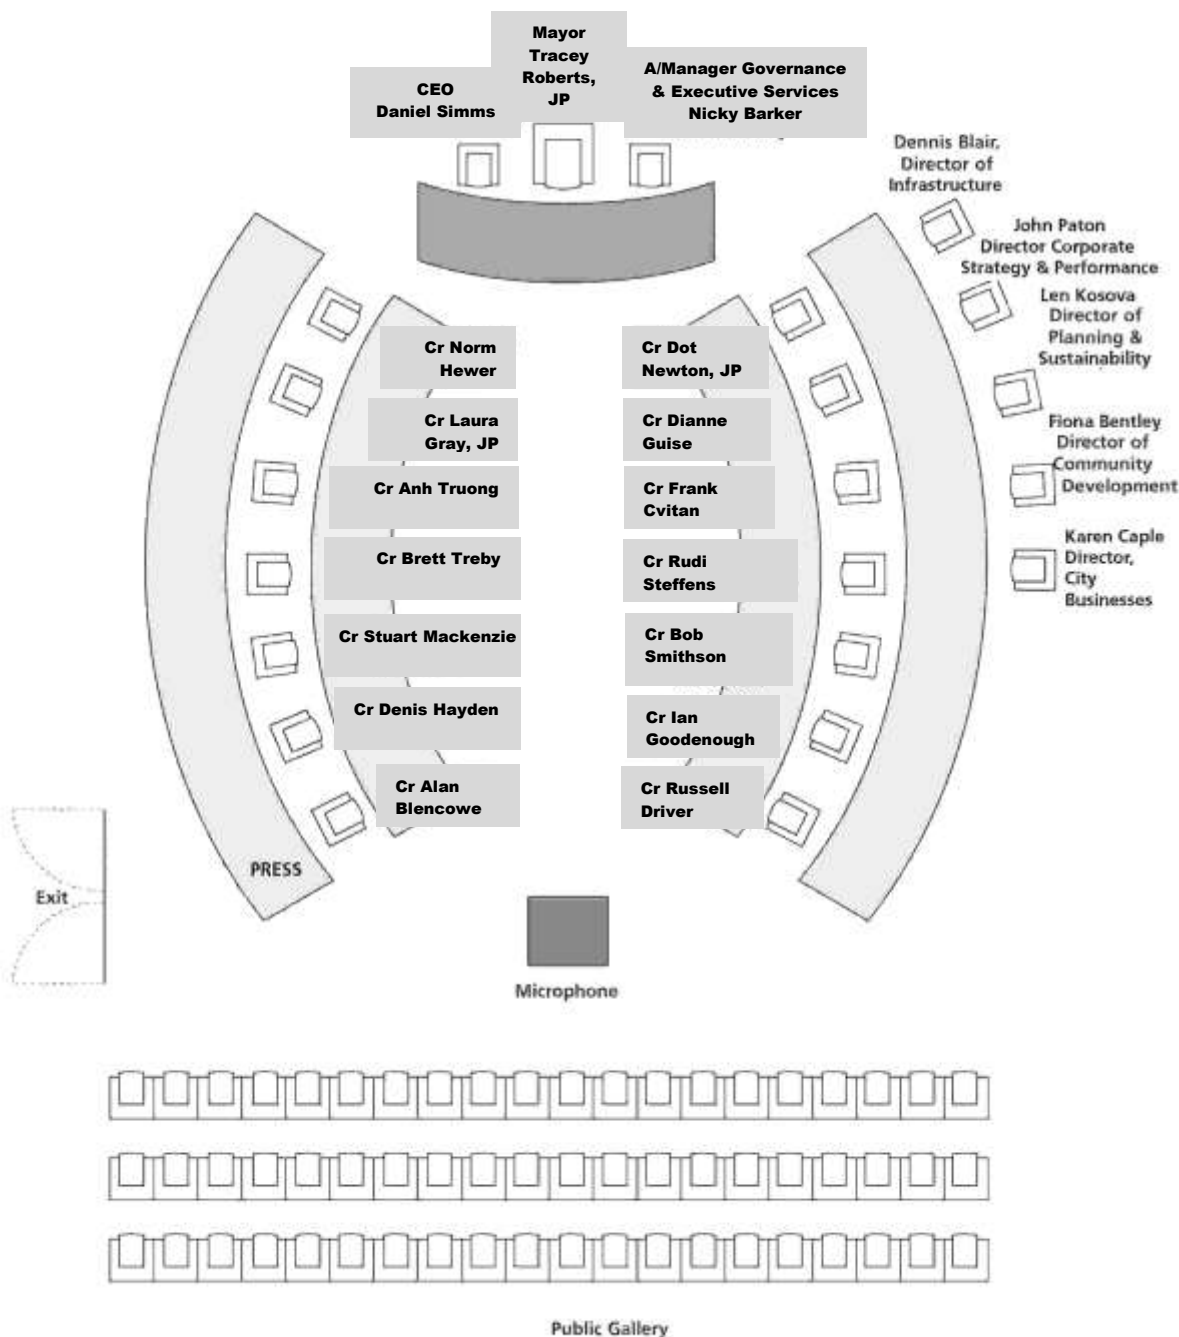 Mayor
Tracey
Roberts,
JP
CEO
Daniel Simms
A/Manager Governance
& Executive Services
Nicky Barker
Dennis Blair,
Director of
Infrastructure
John Paton
Director Corporate
Strategy & Performance
Len Kosova
Director of
Planning &
Sustainability
Fiona Bentley
Director of
Community
Development
Karen Caple
Director,
City
Businesses
Cr Norm
Hewer
Cr Laura
Gray, JP
Cr Anh Truong
Cr Brett Treby
Cr Stuart Mackenzie
Cr Denis Hayden
Cr Alan
Blencowe
Cr Dot
Newton, JP
Cr Dianne
Guise
Cr Frank
Cvitan
Cr Rudi
Steffens
Cr Bob
Smithson
Cr Ian
Goodenough
Cr Russell
Driver
PRESS
Exit
Microphone
Public Gallery